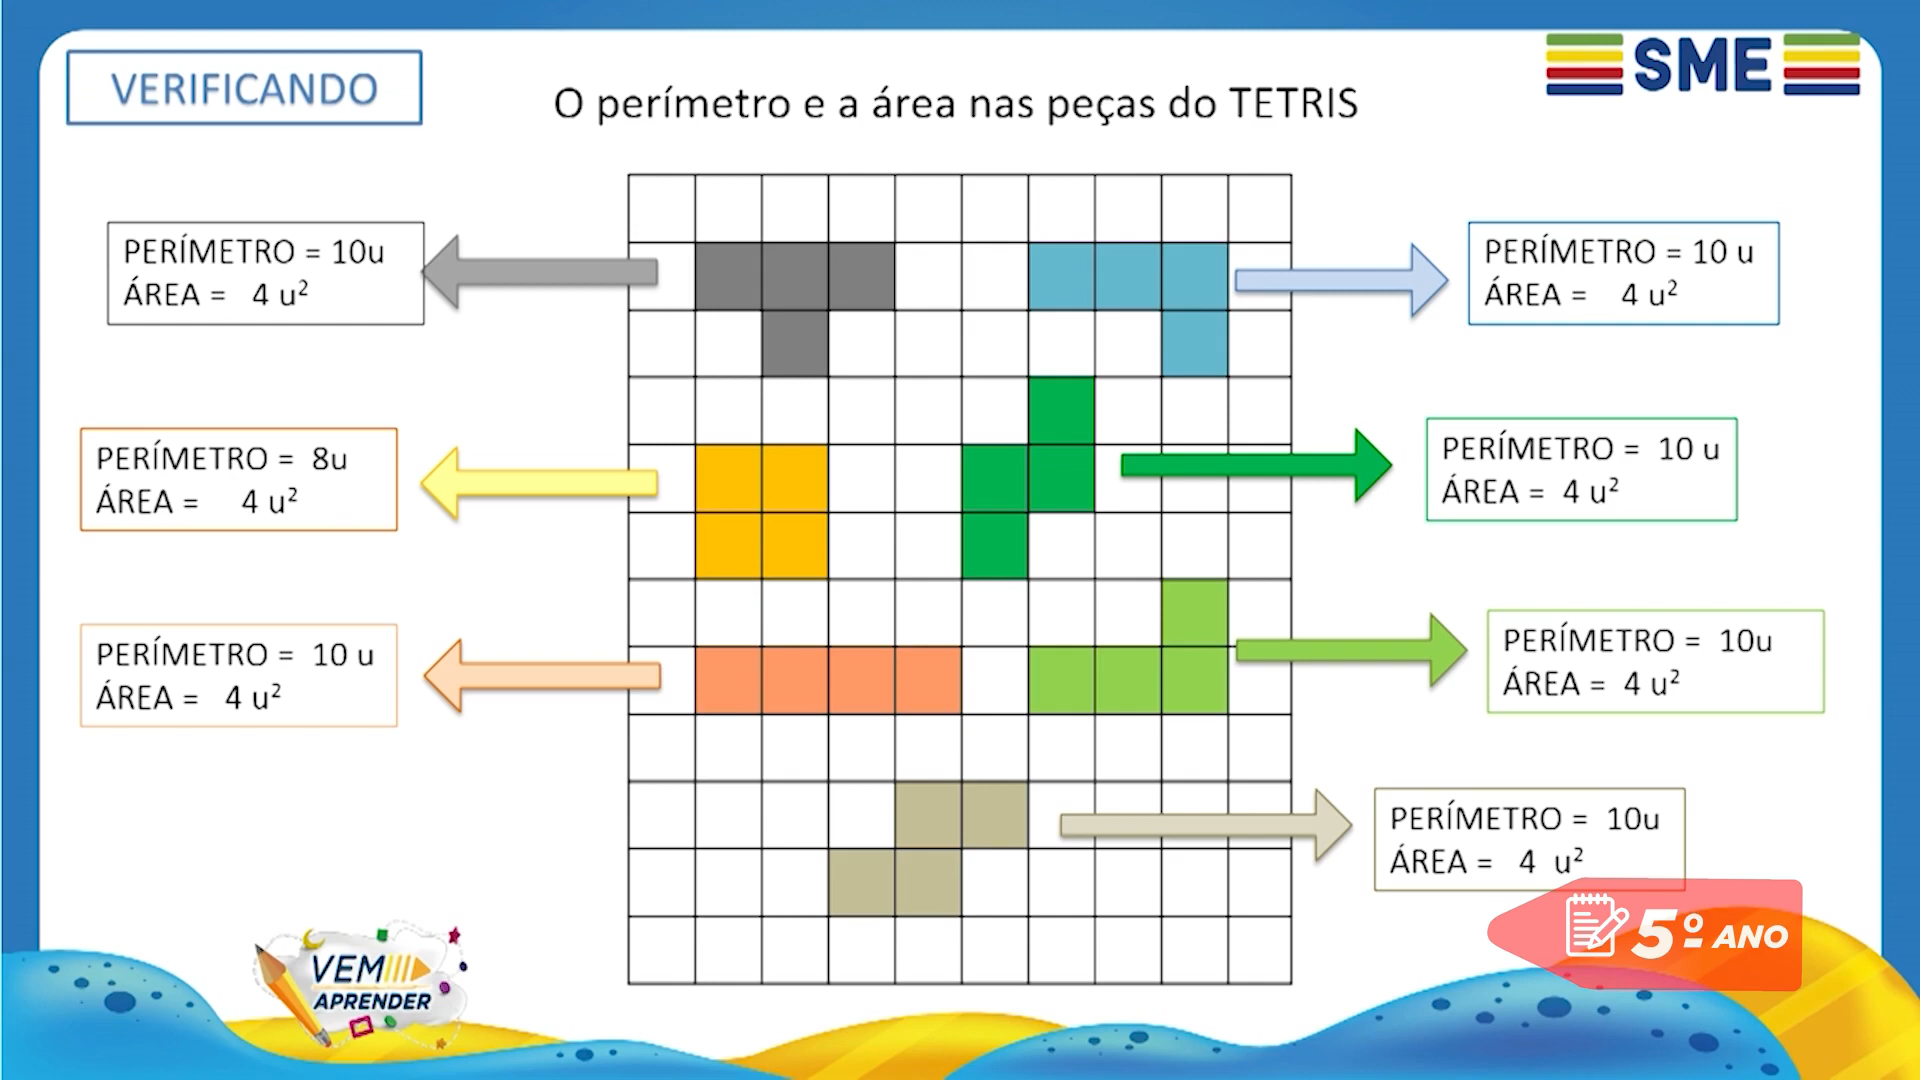 VERIFICANDO
O perímetro e a área nas peças do TETRIS
SME
PERÍMETRO = 10u
ÁREA = 4 u²
PERÍMETRO = 10 u
ÁREA = 4 u²
PERÍMETRO = 8u
ÁREA = 4 u²
PERÍMETRO = 10 u
ÁREA = 4 u²
PERÍMETRO = 10 u
ÁREA = 4 u²
PERÍMETRO = 10u
ÁREA = 4 u²
PERÍMETRO = 10u
ÁREA = 4 u²
5º ANO
VEM
APRENDER